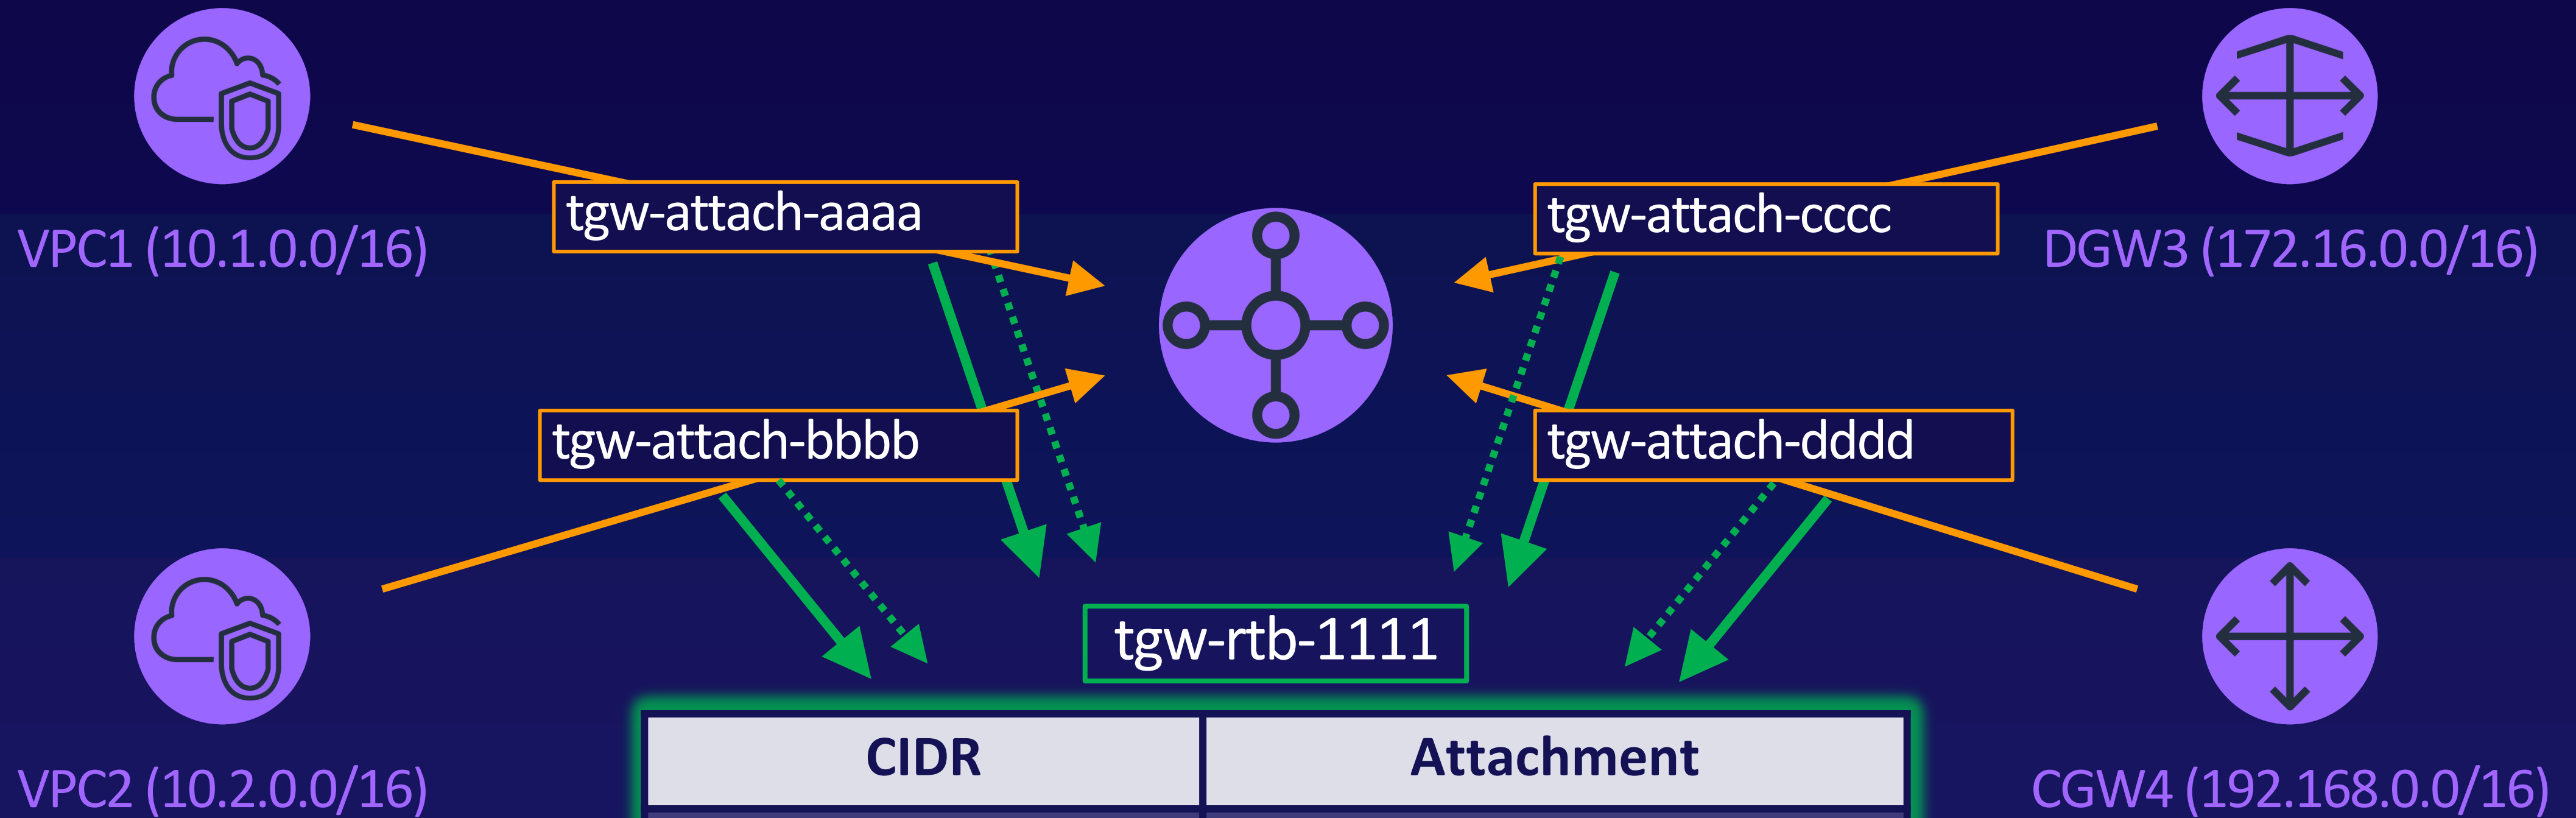 tgw-attach-aaaa
tgw-attach-cccc
VPC1 (10.1.0.0/16)
DGW3 (172.16.0.0/16)
tgw-attach-bbbb
tgw-attach-dddd
tgw-rtb-1111
CIDR
Attachment
VPC2 (10.2.0.0/16)
CGW4 (192.168.0.0/16)